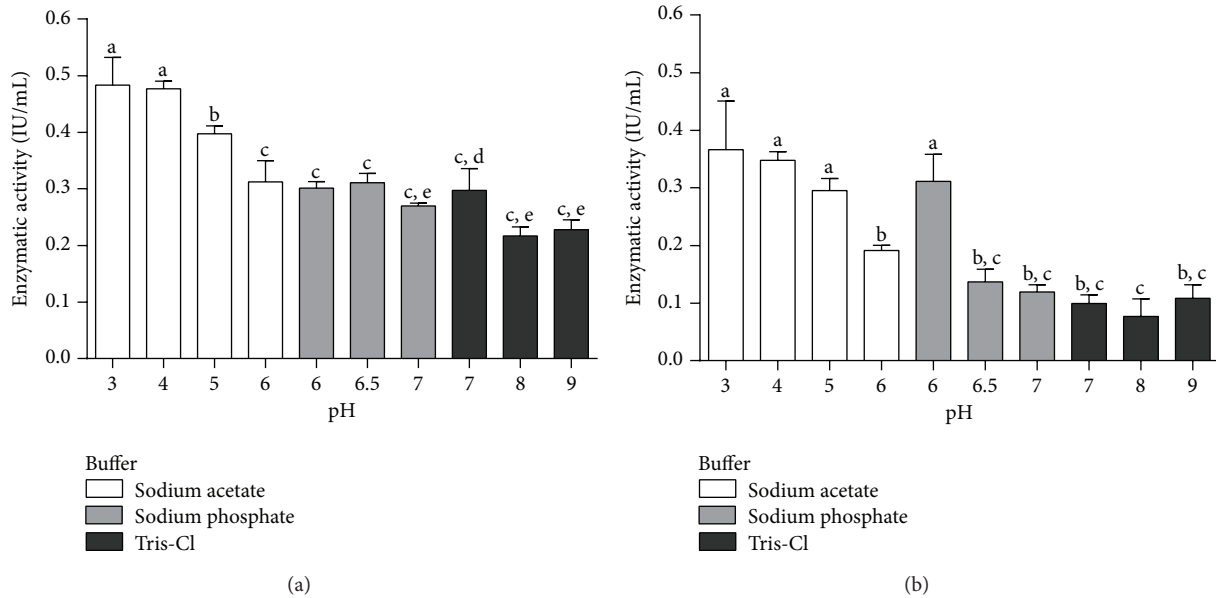 0.6
0.5
0.4
0.3
0.2
0.1
0.0
Enzymatic activity (IU/mL)
a
a
b
c
c
c
c, e
c, d
c, e
c, e
3
4
5
6
6
6.5
7
7
8
9
pH
Buffer
Sodium acetate
Sodium phosphate
Tris-Cl
(a)
0.6
0.5
0.4
0.3
0.2
0.1
0.0
Enzymatic activity (IU/mL)
a
a
a
b
a
b, c
b, c
b, c
c
b, c
3
4
5
6
6
6.5
7
7
8
9
pH
Buffer
Sodium acetate
Sodium phosphate
Tris-Cl
(b)